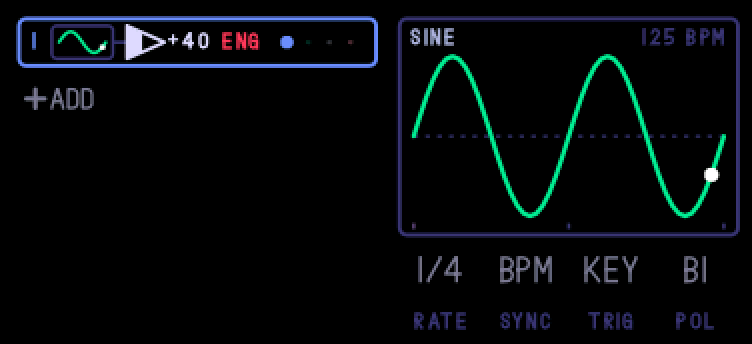 1 +40 ENG
+ADD
SINE 125 BPM
1/4 BPM KEY BI
RATE SYNC TRIG POL